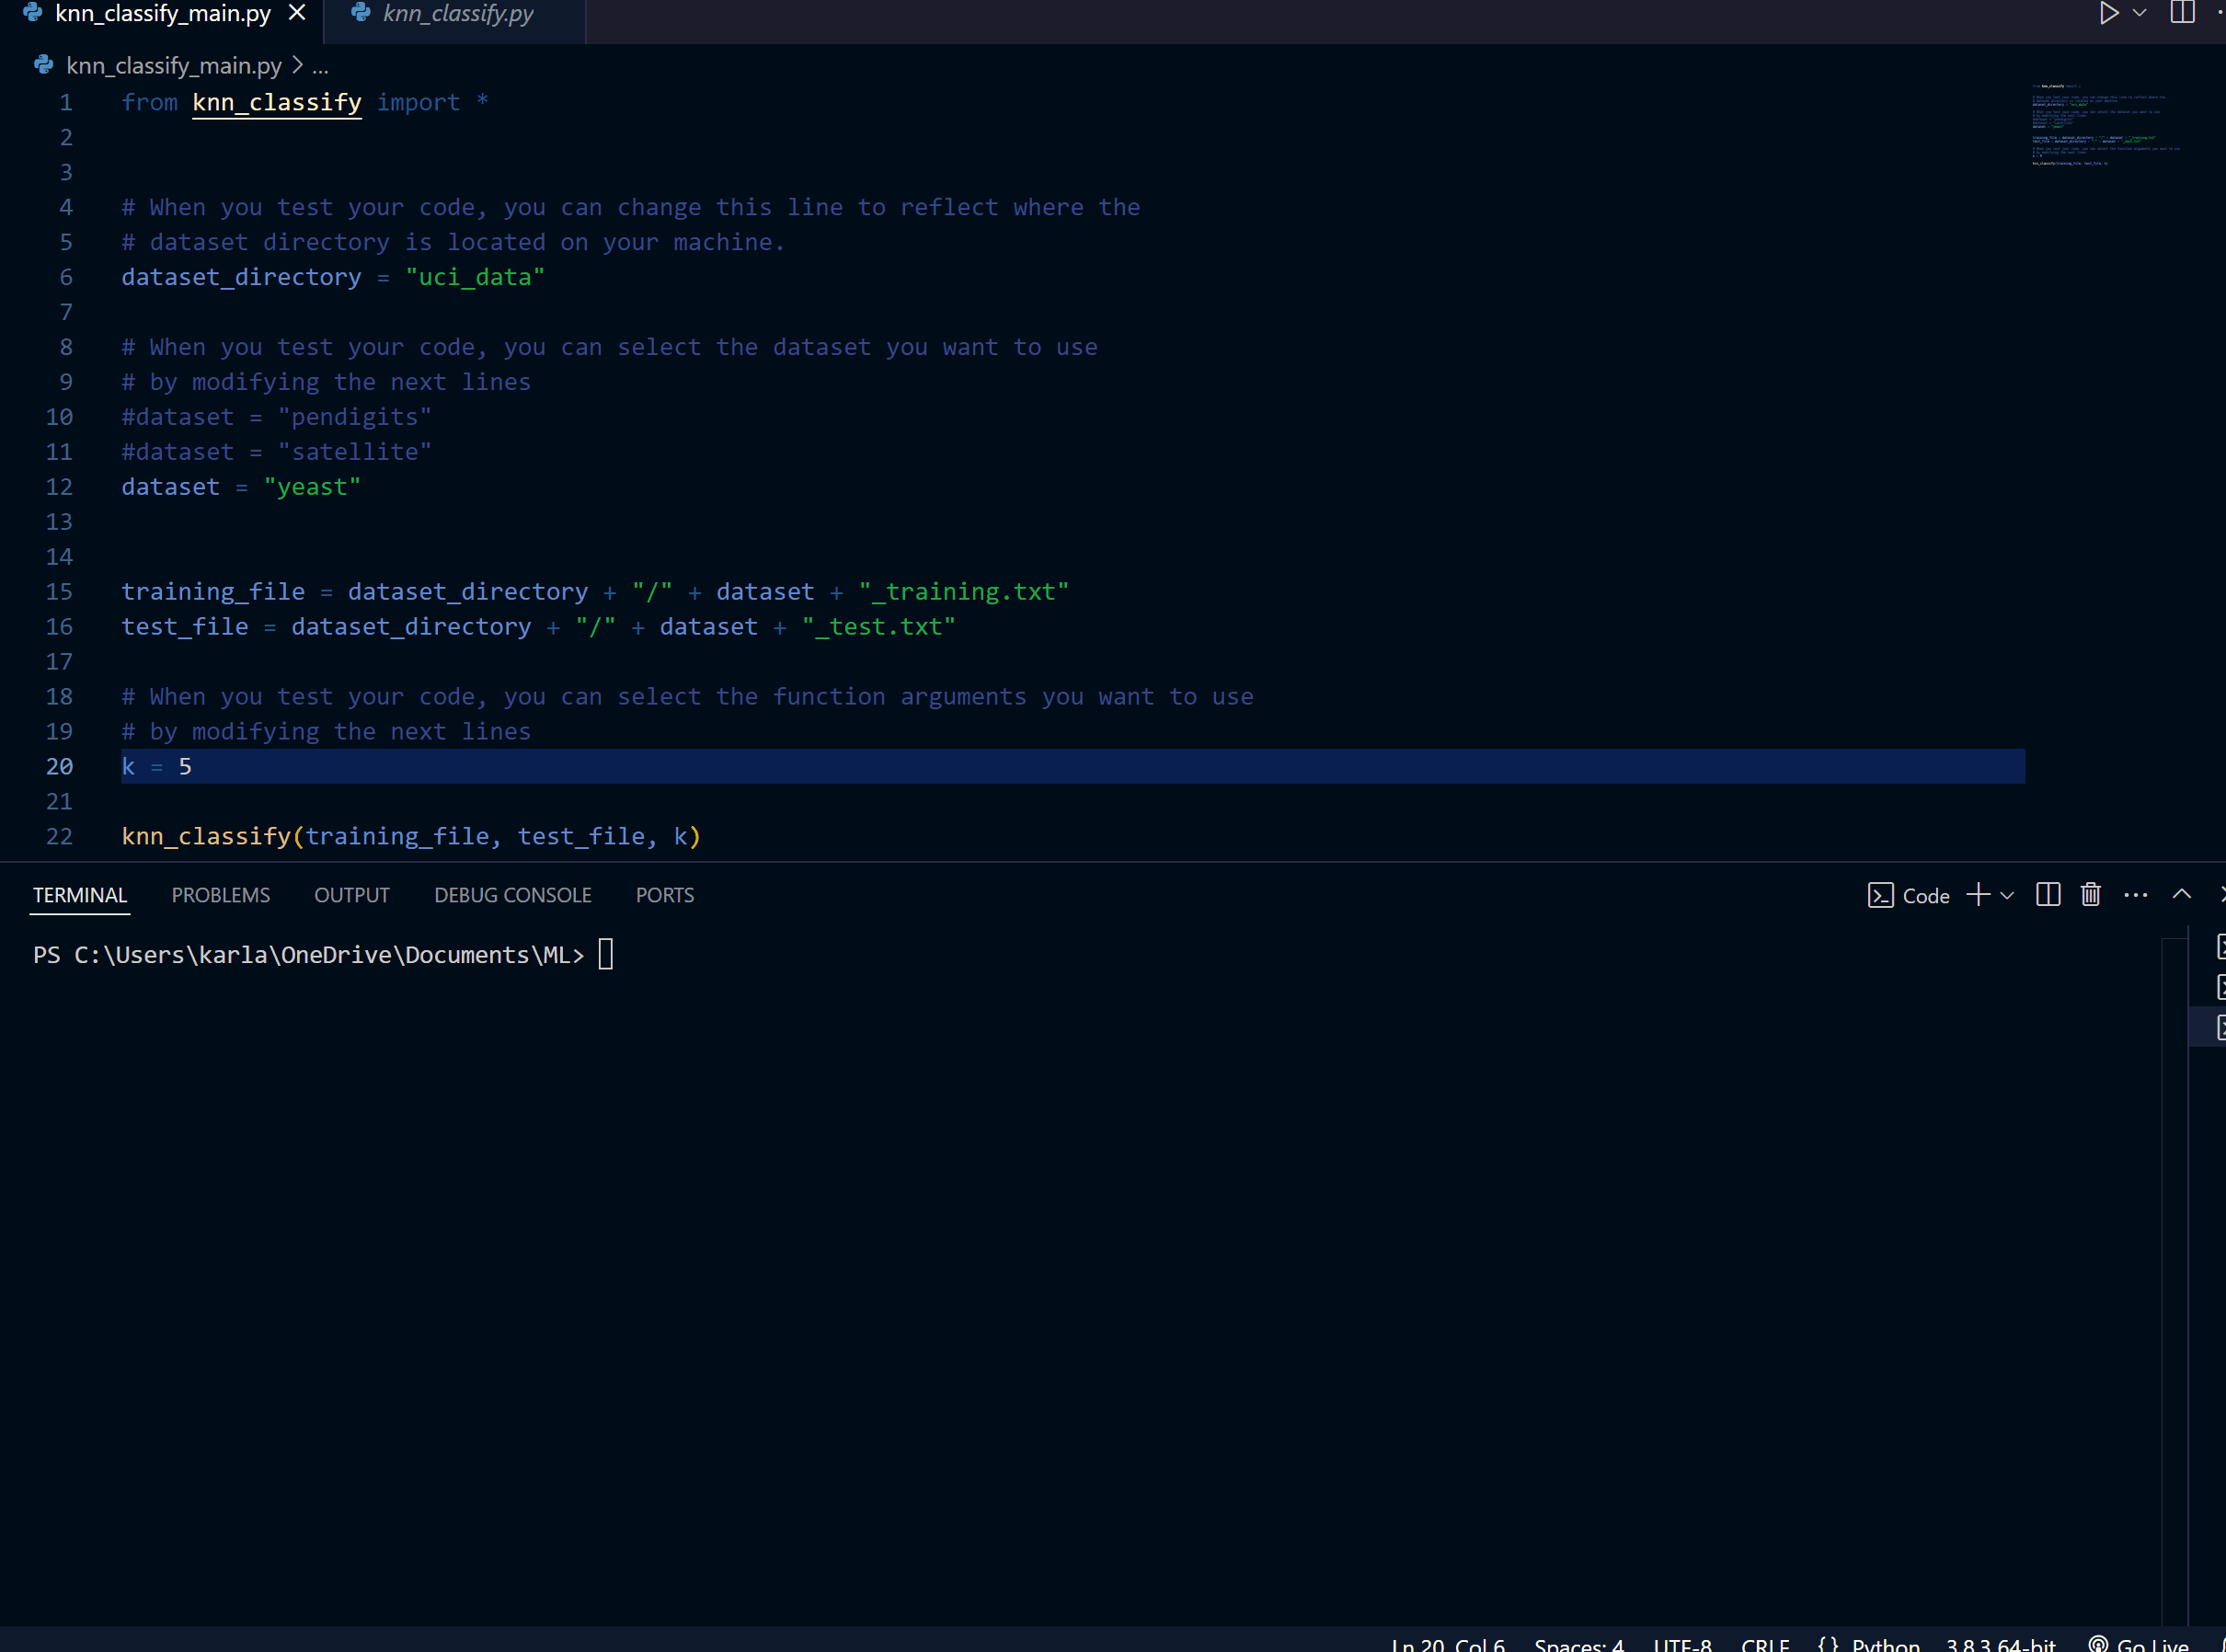 knn_classify_main.py
knn_classify.py
knn_classify_main.py > ...
1 from knn_classify import *
2
3
4 # When you test your code, you can change this line to reflect where the
5 # dataset directory is located on your machine.
6 dataset_directory = "uci_data"
7
8 # When you test your code, you can select the dataset you want to use
9 # by modifying the next lines
10 #dataset = "pendigits"
11 #dataset = "satellite"
12 dataset = "yeast"
13
14
15 training_file = dataset_directory + "/" + dataset + "_training.txt"
16 test_file = dataset_directory + "/" + dataset + "_test.txt"
17
18 # When you test your code, you can select the function arguments you want to use
19 # by modifying the next lines
20 k = 5
21
22 knn_classify(training_file, test_file, k)
TERMINAL PROBLEMS OUTPUT DEBUG CONSOLE PORTS Code
PS C:\Users\karla\OneDrive\Documents\ML>
Ln 20, Col 6 Spaces: 4 UTF-8 CRLF {} Python 3.8.3 64-bit Go Live